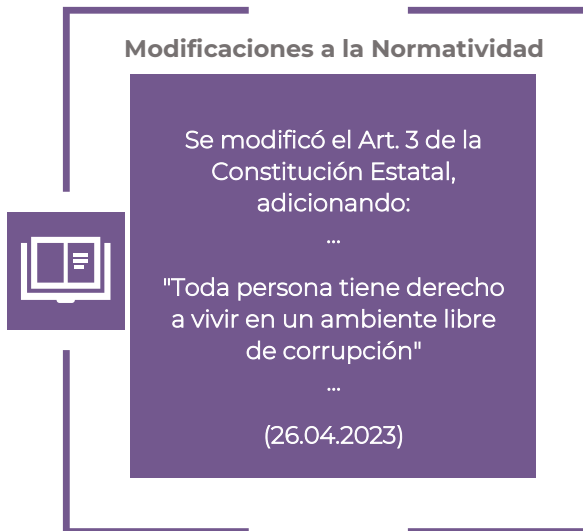 Modificaciones a la Normatividad
Se modificó el Art. 3 de la
Constitución Estatal,
adicionando:
...
"Toda persona tiene derecho
a vivir en un ambiente libre
de corrupción"
...
(26.04.2023)